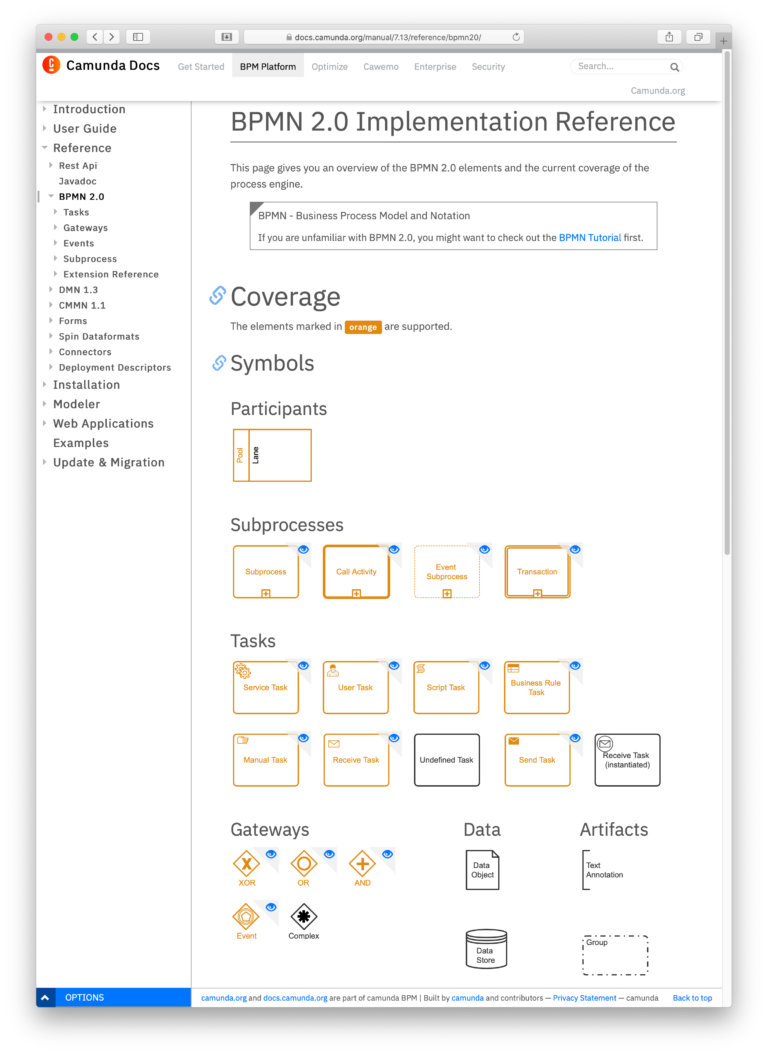 docs.camunda.org/manual/7.13/reference/bpmn20/
Camunda Docs
Get Started BPM Platform Optimize Cawemo Enterprise Security
Search...
Camunda.org
Introduction
User Guide
Reference
Rest Api
Javadoc
BPMN 2.0
Tasks
Gateways
Events
Subprocess
Extension Reference
DMN 1.3
CMMN 1.1
Forms
Spin Dataformats
Connectors
Deployment Descriptors
Installation
Modeler
Web Applications
Examples
Update & Migration
OPTIONS
BPMN 2.0 Implementation Reference
This page gives you an overview of the BPMN 2.0 elements and the current coverage of the
process engine.
BPMN - Business Process Model and Notation
If you are unfamiliar with BPMN 2.0, you might want to check out the BPMN Tutorial first.
Coverage
The elements marked in orange are supported.
Symbols
Participants
Pool
Lane
Subprocesses
Subprocess
Call Activity
Event
Subprocess
Transaction
Tasks
Service Task
User Task
Script Task
Business Rule
Task
Manual Task
Receive Task
Undefined Task
Send Task
Receive Task
(instantiated)
Gateways
XOR
OR
AND
Event
Complex
Data
Data
Object
Data
Store
Artifacts
Text
Annotation
Group
camunda.org and docs.camunda.org are part of camunda BPM | Built by camunda and contributors — Privacy Statement — camunda
Back to top